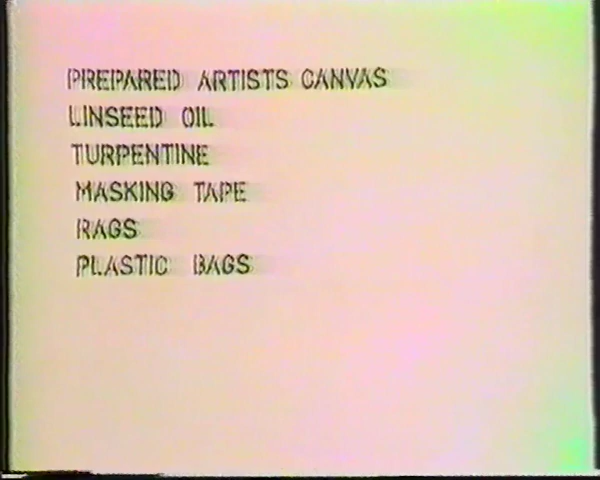 PREPARED ARTISTS CANVAS
LINSEED OIL
TURPENTINE
MASKING TAPE
RAGS
PLASTIC BAGS